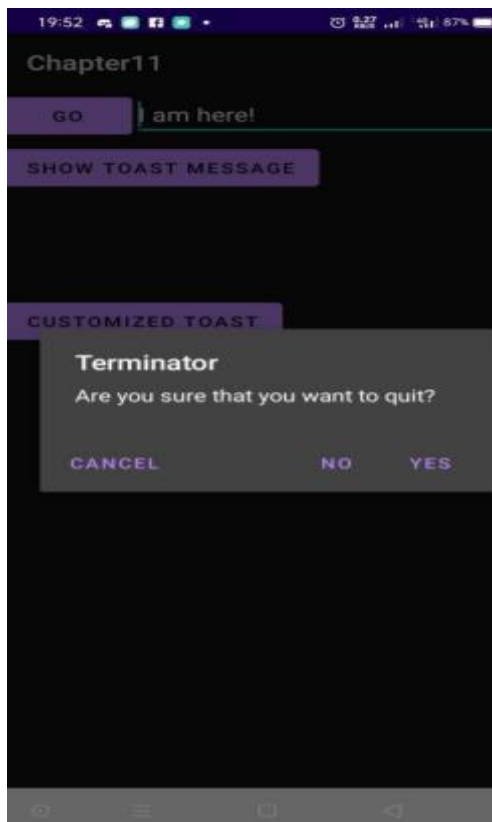 19:52
87%
Chapter11
GO
I am here!
SHOW TOAST MESSAGE
CUSTOMIZED TOAST
Terminator
Are you sure that you want to quit?
CANCEL NO YES